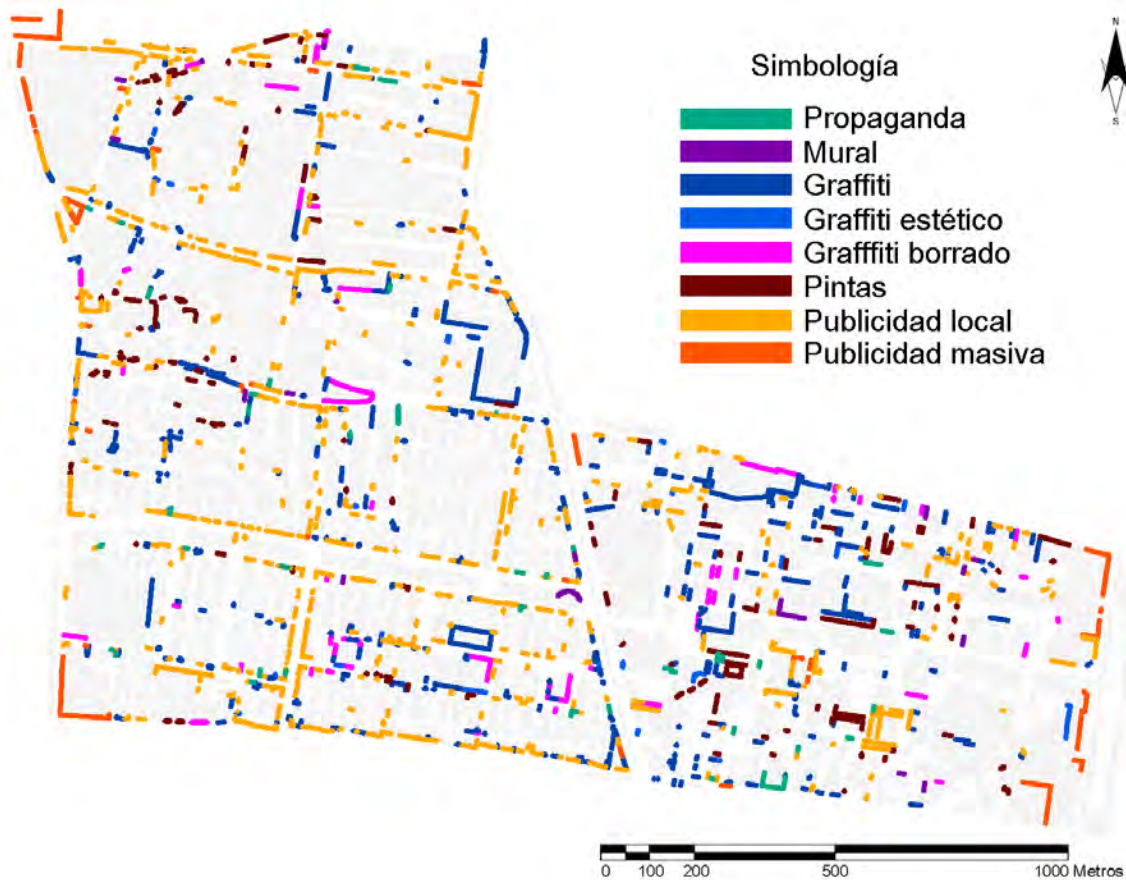 N
S
Simbología
Propaganda
Mural
Graffiti
Graffiti estético
Grafffiti borrado
Pintas
Publicidad local
Publicidad masiva
0 100 200 500 1000 Metros